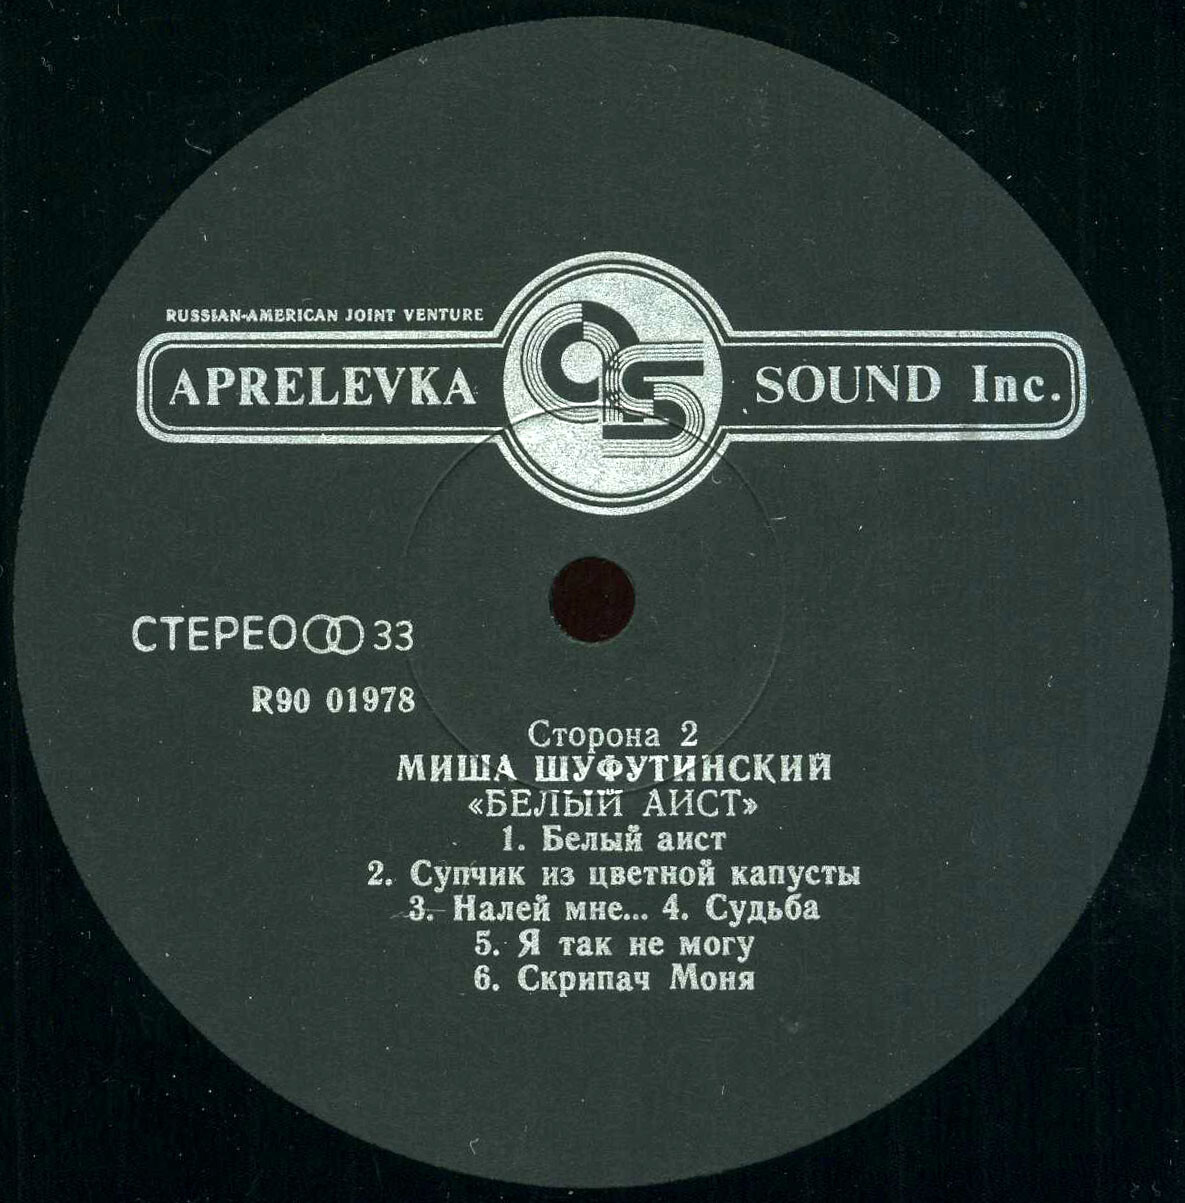 RUSSIAN-AMERICAN JOINT VENTURE
APRELEVKA SOUND Inc.
СТЕРЕО 33
R90 01978
Сторона 2
МИША ШУФУТИНСКИЙ
«БЕЛЫЙ АИСТ»
1. Белый аист
2. Супчик из цветной капусты
3. Налей мне... 4. Судьба
5. Я так не могу
6. Скрипач Моня